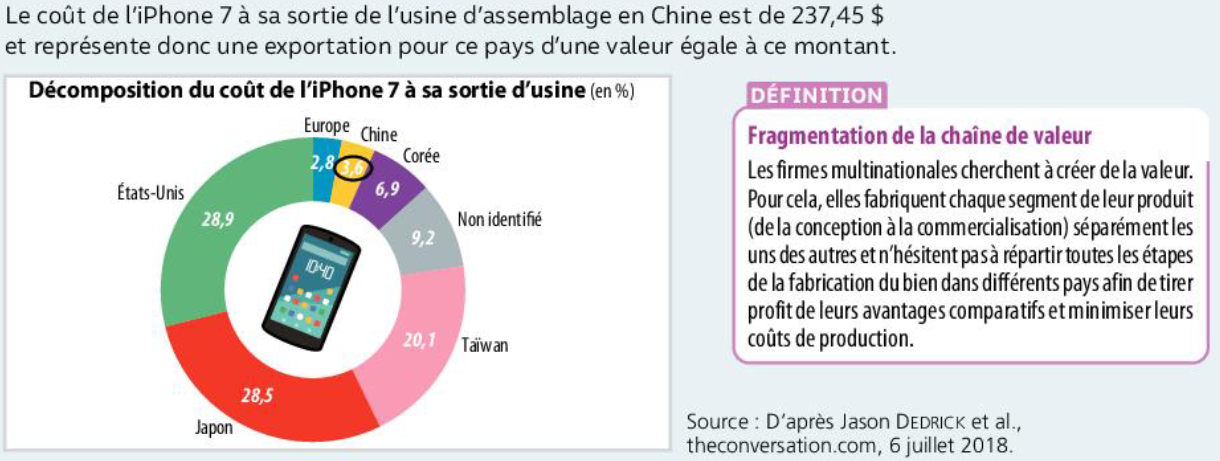 Le coût de l’iPhone 7 à sa sortie de l’usine d’assemblage en Chine est de 237,45 $
et représente donc une exportation pour ce pays d’une valeur égale à ce montant.
Décomposition du coût de l’iPhone 7 à sa sortie d’usine (en %)
Europe
Chine
Corée
2,8
3,6
6,9
États-Unis
28,9
Non identifié
9,2
10:40
20,1
Taïwan
28,5
Japon
DÉFINITION
Fragmentation de la chaîne de valeur
Les firmes multinationales cherchent à créer de la valeur.
Pour cela, elles fabriquent chaque segment de leur produit
(de la conception à la commercialisation) séparément les
uns des autres et n’hésitent pas à répartir toutes les étapes
de la fabrication du bien dans différents pays afin de tirer
profit de leurs avantages comparatifs et minimiser leurs
coûts de production.
Source : D’après Jason DEDRICK et al.,
theconversation.com, 6 juillet 2018.